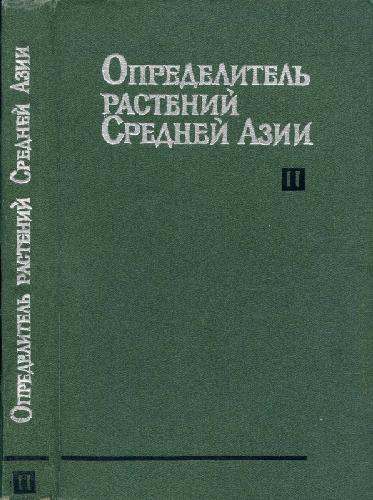 Определитель
растений
Средней Азии
II
Определитель растений Средней Азии
II